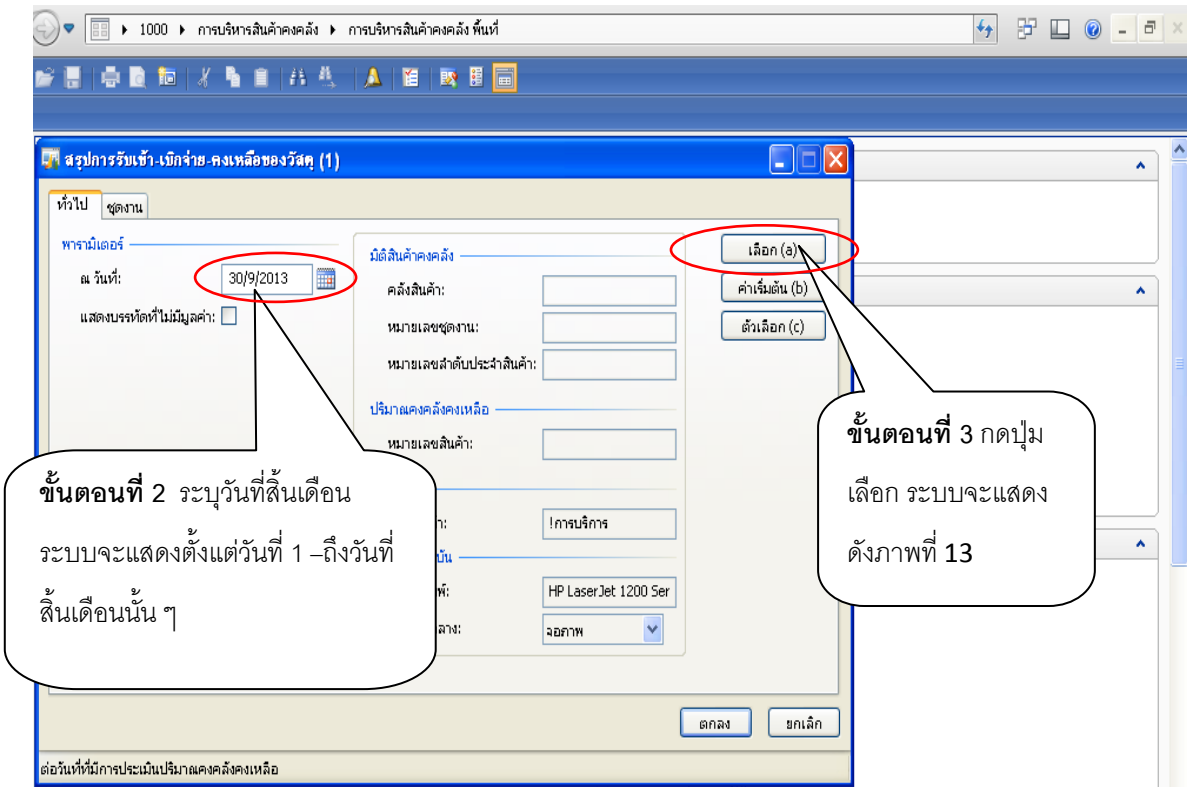 1000 ▸ การบริหารสินค้าคงคลัง ▸ การบริหารสินค้าคงคลัง พื้นที่
สรุปการรับเข้า-เบิกจ่าย-คงเหลือของวัสดุ (1)
ทั่วไป ชุดงาน
พารามิเตอร์
ณ วันที่: 30/9/2013
แสดงบรรทัดที่ไม่มีมูลค่า:
มิติสินค้าคงคลัง
คลังสินค้า:
หมายเลขชุดงาน:
หมายเลขลำดับประจำสินค้า:
ปริมาณคงคลังคงเหลือ
หมายเลขสินค้า:
!การบริการ
HP LaserJet 1200 Ser
จอภาพ
เลือก (a)
ค่าเริ่มต้น (b)
ตัวเลือก (c)
ขั้นตอนที่ 2 ระบุวันที่สิ้นเดือน
ระบบจะแสดงตั้งแต่วันที่ 1 –ถึงวันที่
สิ้นเดือนนั้น ๆ
ขั้นตอนที่ 3 กดปุ่ม
เลือก ระบบจะแสดง
ดังภาพที่ 13
ตกลง ยกเลิก
ต่อวันที่ที่มีการประเมินปริมาณคงคลังคงเหลือ